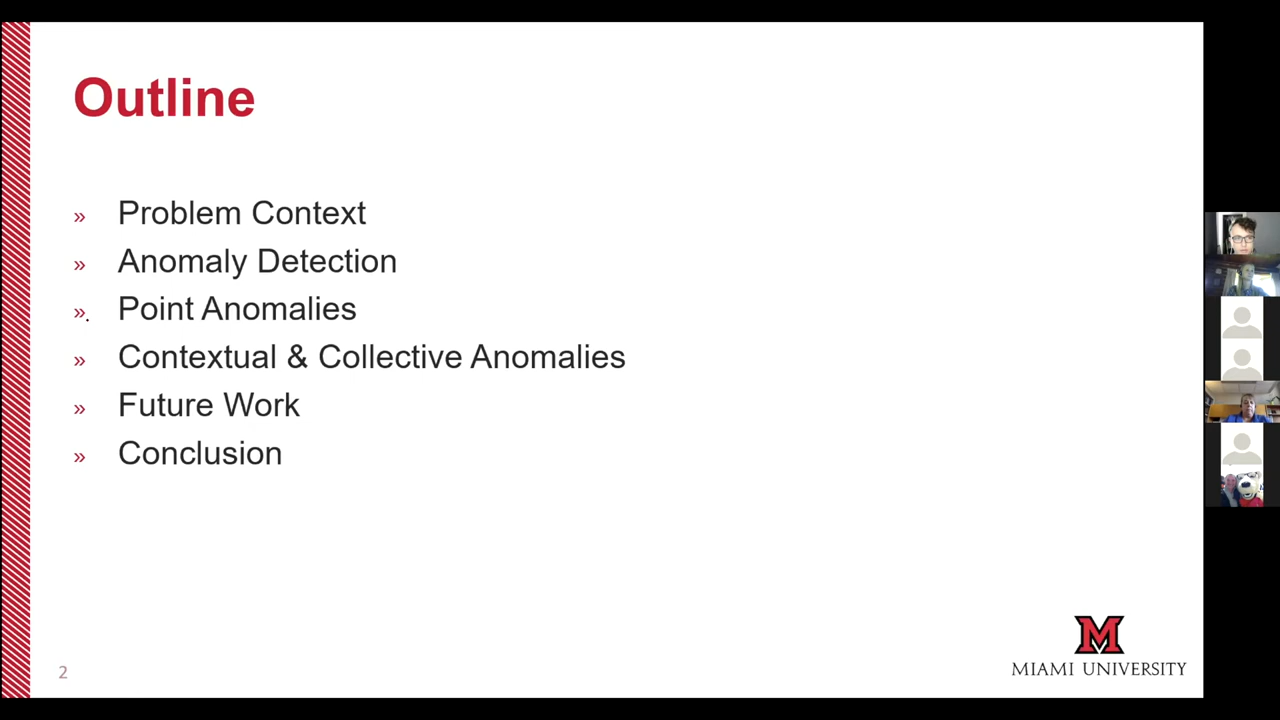 Outline
» Problem Context
» Anomaly Detection
». Point Anomalies
» Contextual & Collective Anomalies
» Future Work
» Conclusion
2
M
MIAMI UNIVERSITY